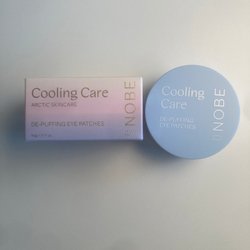 Cooling Care
ARCTIC SKINCARE
DE-PUFFING EYE PATCHES
NOBE
Cooling
Care
DE-PUFFING
EYE PATCHES
NOBE